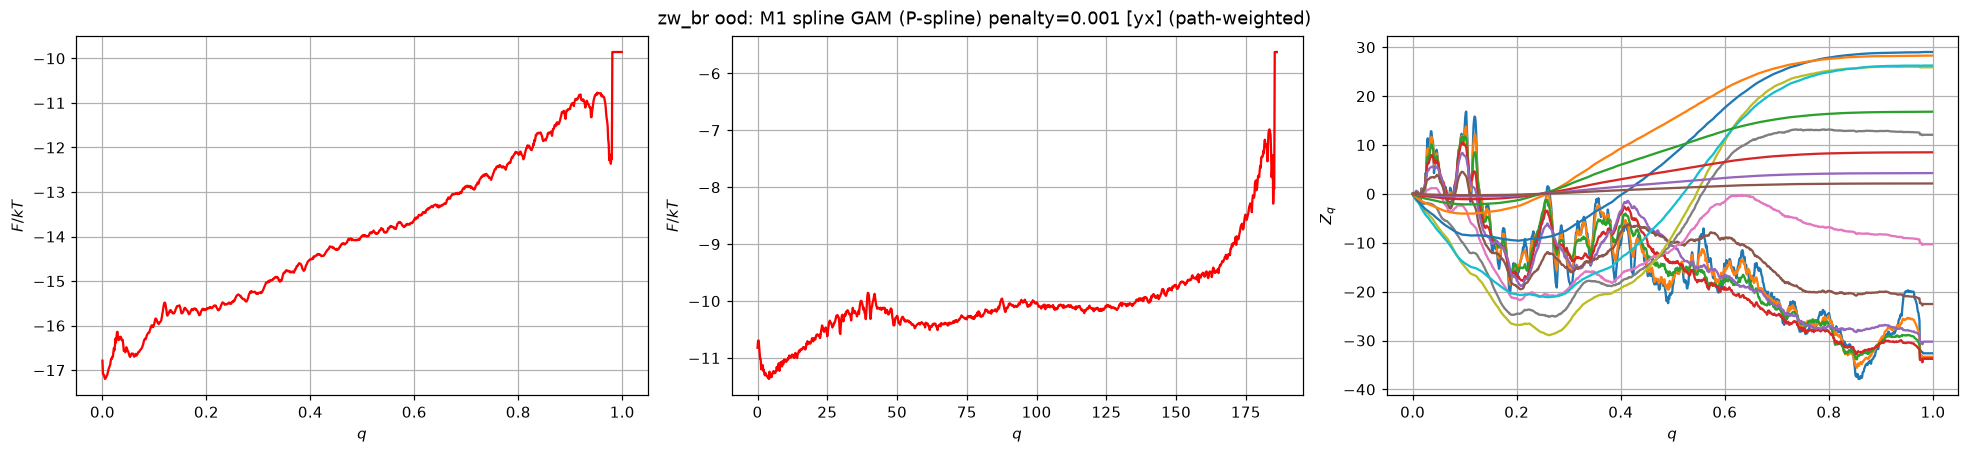 zw_br ood: M1 spline GAM (P-spline) penalty=0.001 [yx] (path-weighted)
F/kT
−10
−11
−12
−13
−14
−15
−16
−17
0.0 0.2 0.4 0.6 0.8 1.0
q
F/kT
−6
−7
−8
−9
−10
−11
0 25 50 75 100 125 150 175
q
Z_q
30
20
10
0
−10
−20
−30
−40
0.0 0.2 0.4 0.6 0.8 1.0
q